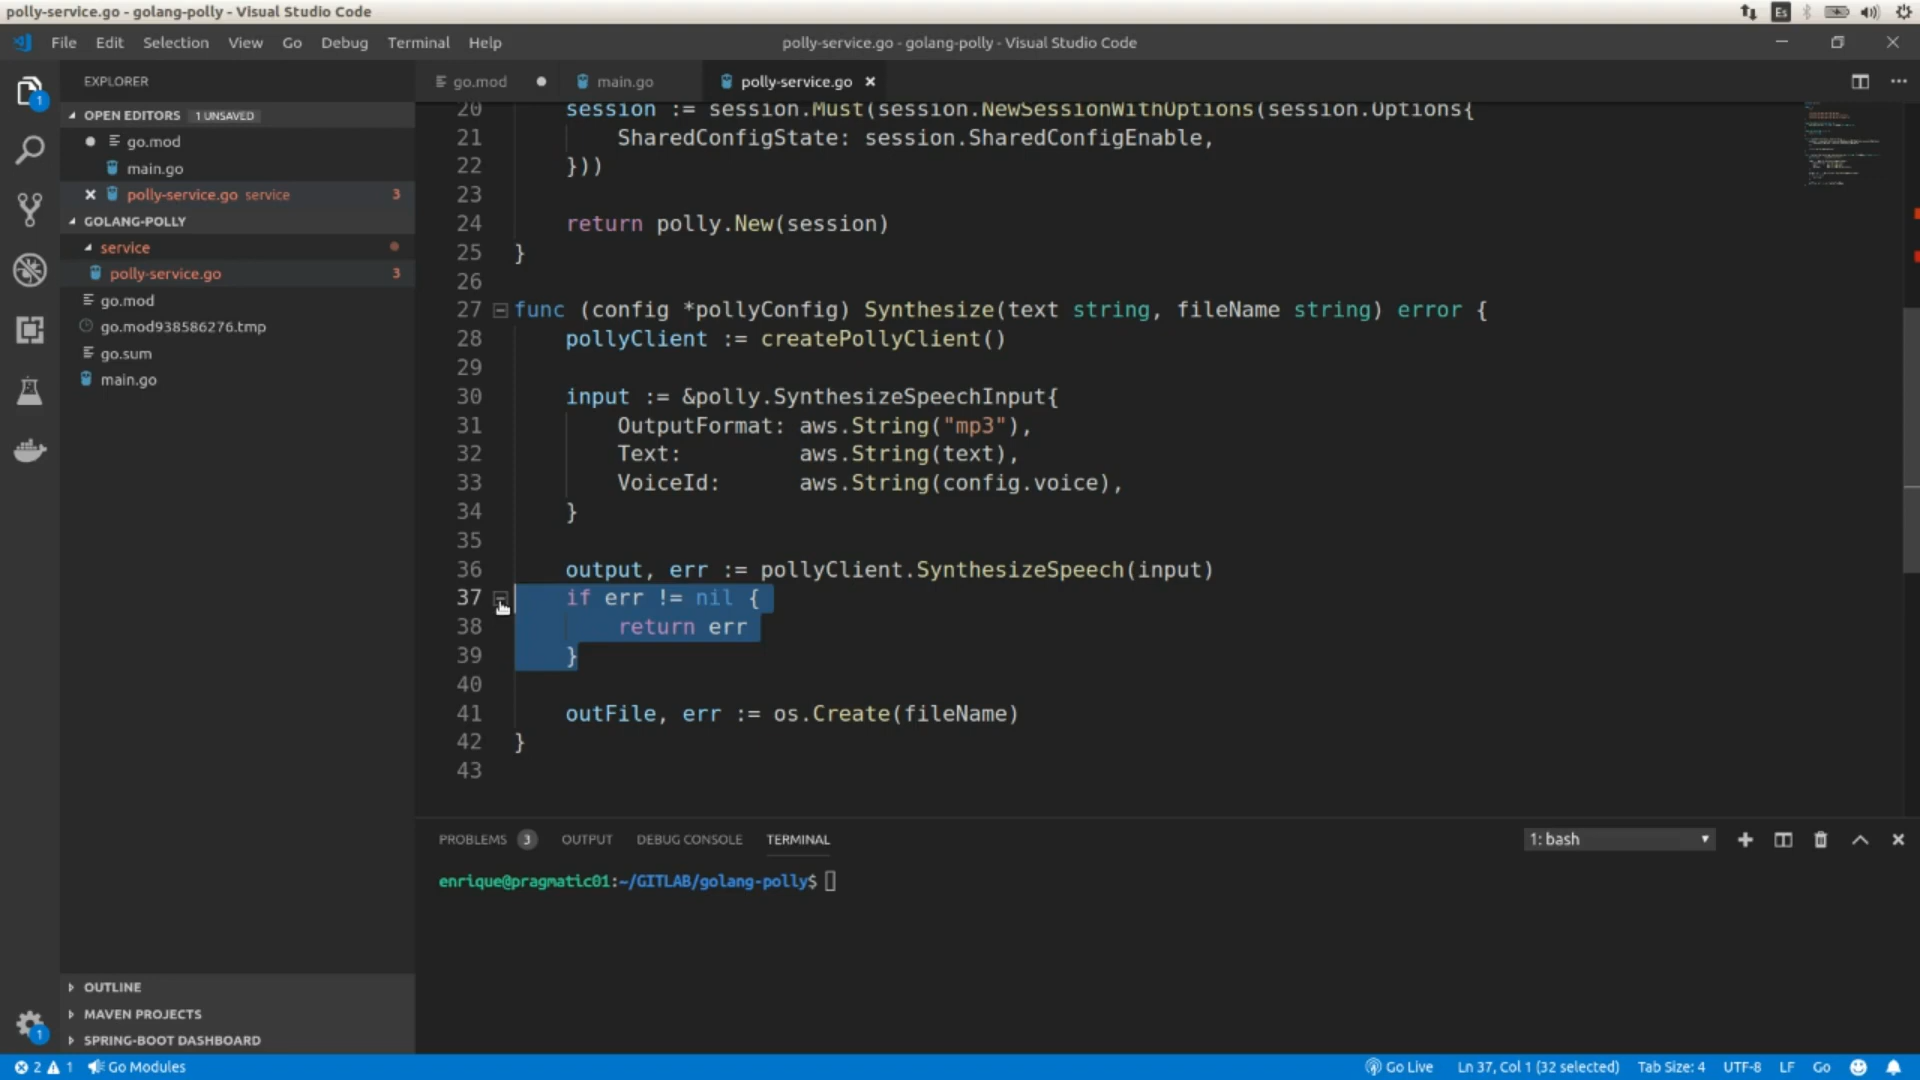 polly-service.go - golang-polly - Visual Studio Code
Es
File Edit Selection View Go Debug Terminal Help
polly-service.go - golang-polly - Visual Studio Code
EXPLORER
OPEN EDITORS 1 UNSAVED
go.mod
main.go
polly-service.go service 3
GOLANG-POLLY
service
polly-service.go 3
go.mod
go.mod938586276.tmp
go.sum
main.go
OUTLINE
MAVEN PROJECTS
SPRING-BOOT DASHBOARD
1
1
go.mod main.go polly-service.go
20 session := session.Must(session.NewSessionWithOptions(session.Options{
21 SharedConfigState: session.SharedConfigEnable,
22 }))
23
24 return polly.New(session)
25 }
26
27 func (config *pollyConfig) Synthesize(text string, fileName string) error {
28 pollyClient := createPollyClient()
29
30 input := &polly.SynthesizeSpeechInput{
31 OutputFormat: aws.String("mp3"),
32 Text: aws.String(text),
33 VoiceId: aws.String(config.voice),
34 }
35
36 output, err := pollyClient.SynthesizeSpeech(input)
37 if err != nil {
38 return err
39 }
40
41 outFile, err := os.Create(fileName)
42 }
43
PROBLEMS 3 OUTPUT DEBUG CONSOLE TERMINAL 1: bash
enrique@pragmatic01:~/GITLAB/golang-polly$
2 1 Go Modules Go Live Ln 37, Col 1 (32 selected) Tab Size: 4 UTF-8 LF Go